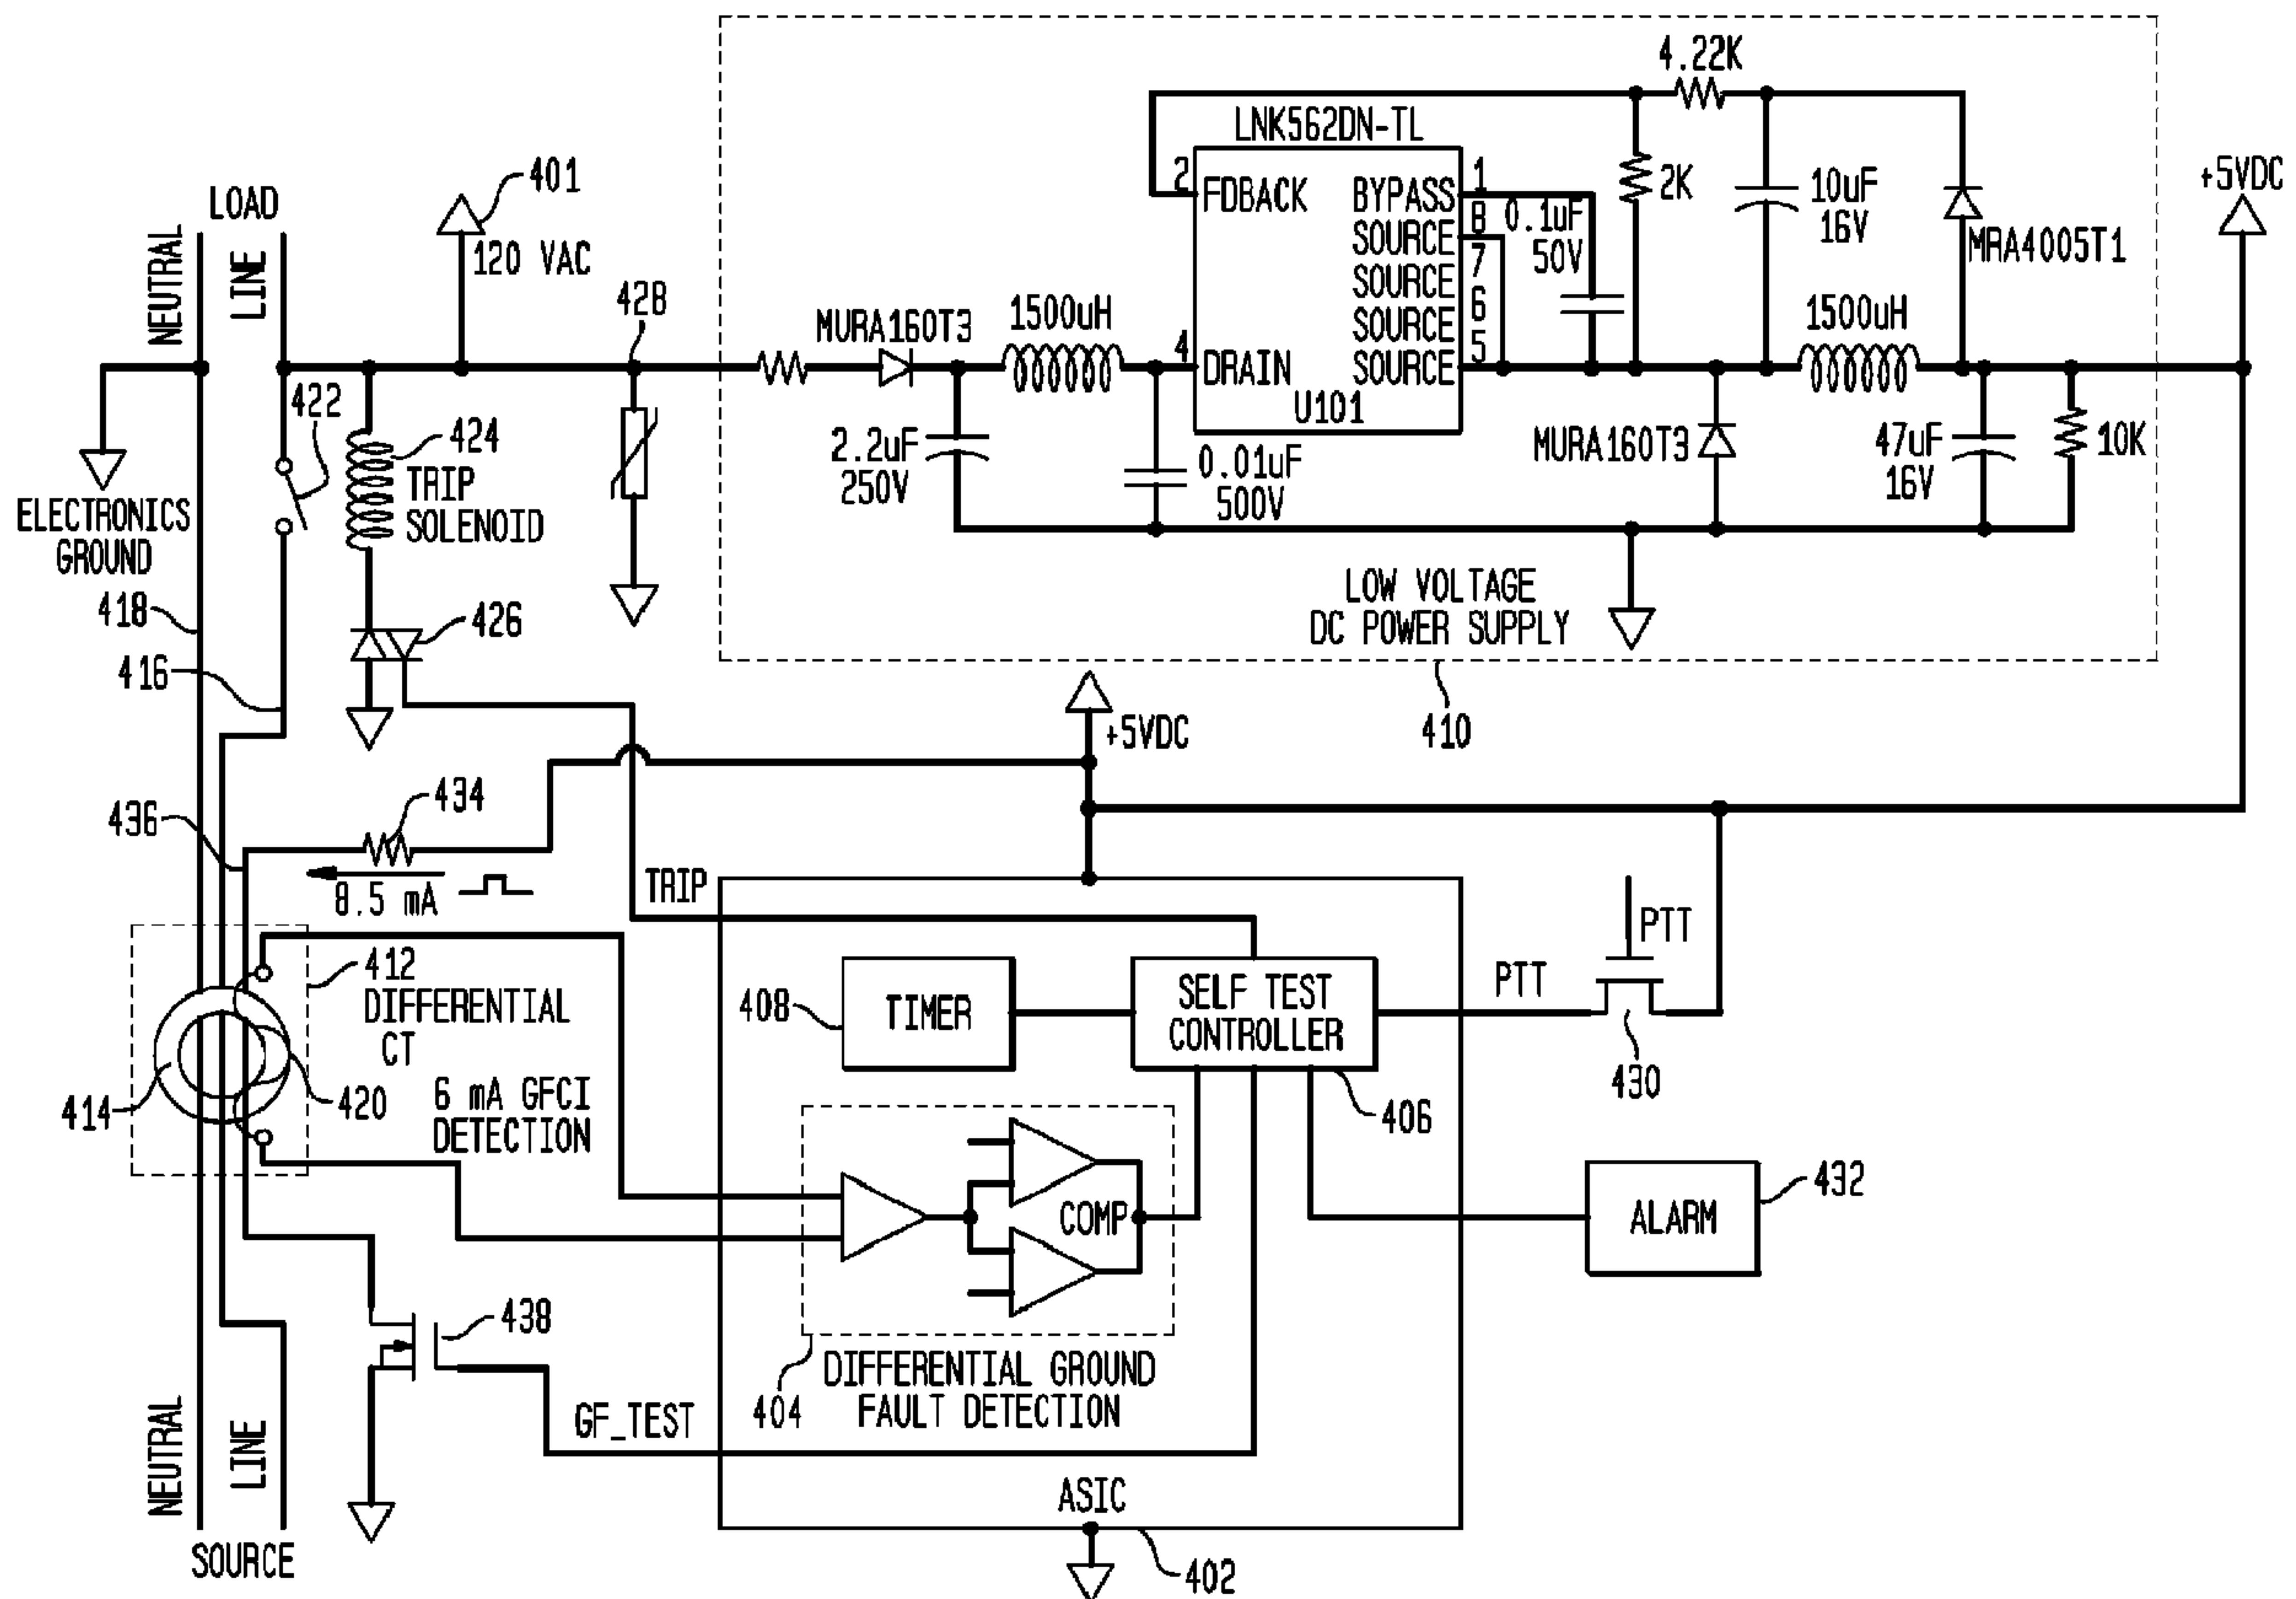 4.22K
LNK562DN-TL
2
FDBACK
BYPASS
1
SOURCE
8
SOURCE
7
SOURCE
6
SOURCE
5
4
DRAIN
U101
0.1uF
50V
2K
10uF
16V
MRA4005T1
+5VDC
401
120 VAC
LOAD
NEUTRAL
LINE
428
MURA160T3
1500uH
1500uH
422
424
TRIP
SOLENOID
2.2uF
250V
0.01uF
500V
MURA160T3
47uF
16V
10K
ELECTRONICS
GROUND
418
426
416
LOW VOLTAGE
DC POWER SUPPLY
410
+5VDC
436
434
8.5 mA
TRIP
412
DIFFERENTIAL
CT
414
420
6 mA GFCI
DETECTION
408
TIMER
SELF TEST
CONTROLLER
406
PTT
PTT
430
COMP
ALARM
432
438
DIFFERENTIAL GROUND
FAULT DETECTION
404
GF_TEST
ASIC
402
NEUTRAL
LINE
SOURCE